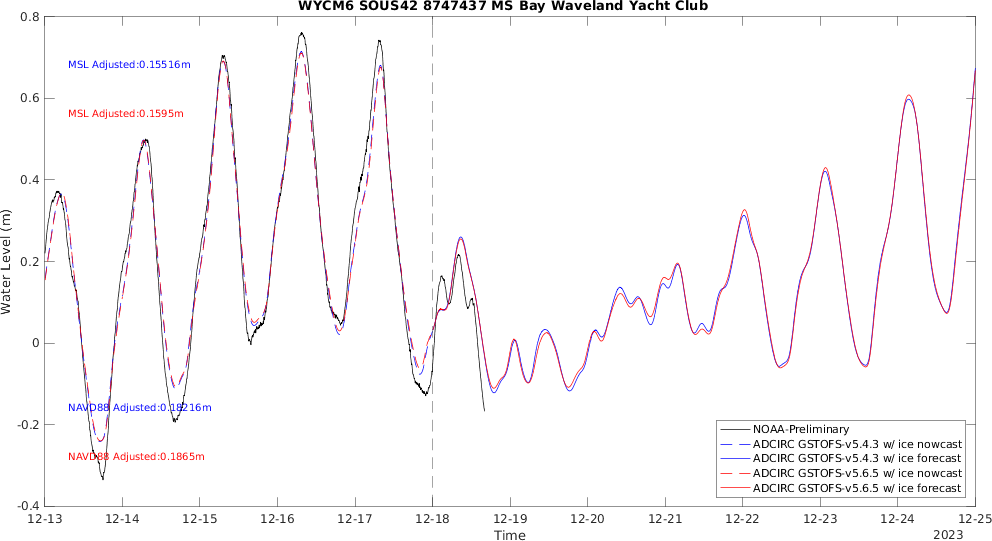 WYCM6 SOUS42 8747437 MS Bay Waveland Yacht Club
Water Level (m)
0.8
0.6
0.4
0.2
0
-0.2
-0.4
MSL Adjusted:0.15516m
MSL Adjusted:0.1595m
NAVD88 Adjusted:0.18216m
NAVD88 Adjusted:0.1865m
NOAA-Preliminary
ADCIRC GSTOFS-v5.4.3 w/ ice nowcast
ADCIRC GSTOFS-v5.4.3 w/ ice forecast
ADCIRC GSTOFS-v5.6.5 w/ ice nowcast
ADCIRC GSTOFS-v5.6.5 w/ ice forecast
12-13 12-14 12-15 12-16 12-17 12-18 12-19 12-20 12-21 12-22 12-23 12-24 12-25
Time
2023